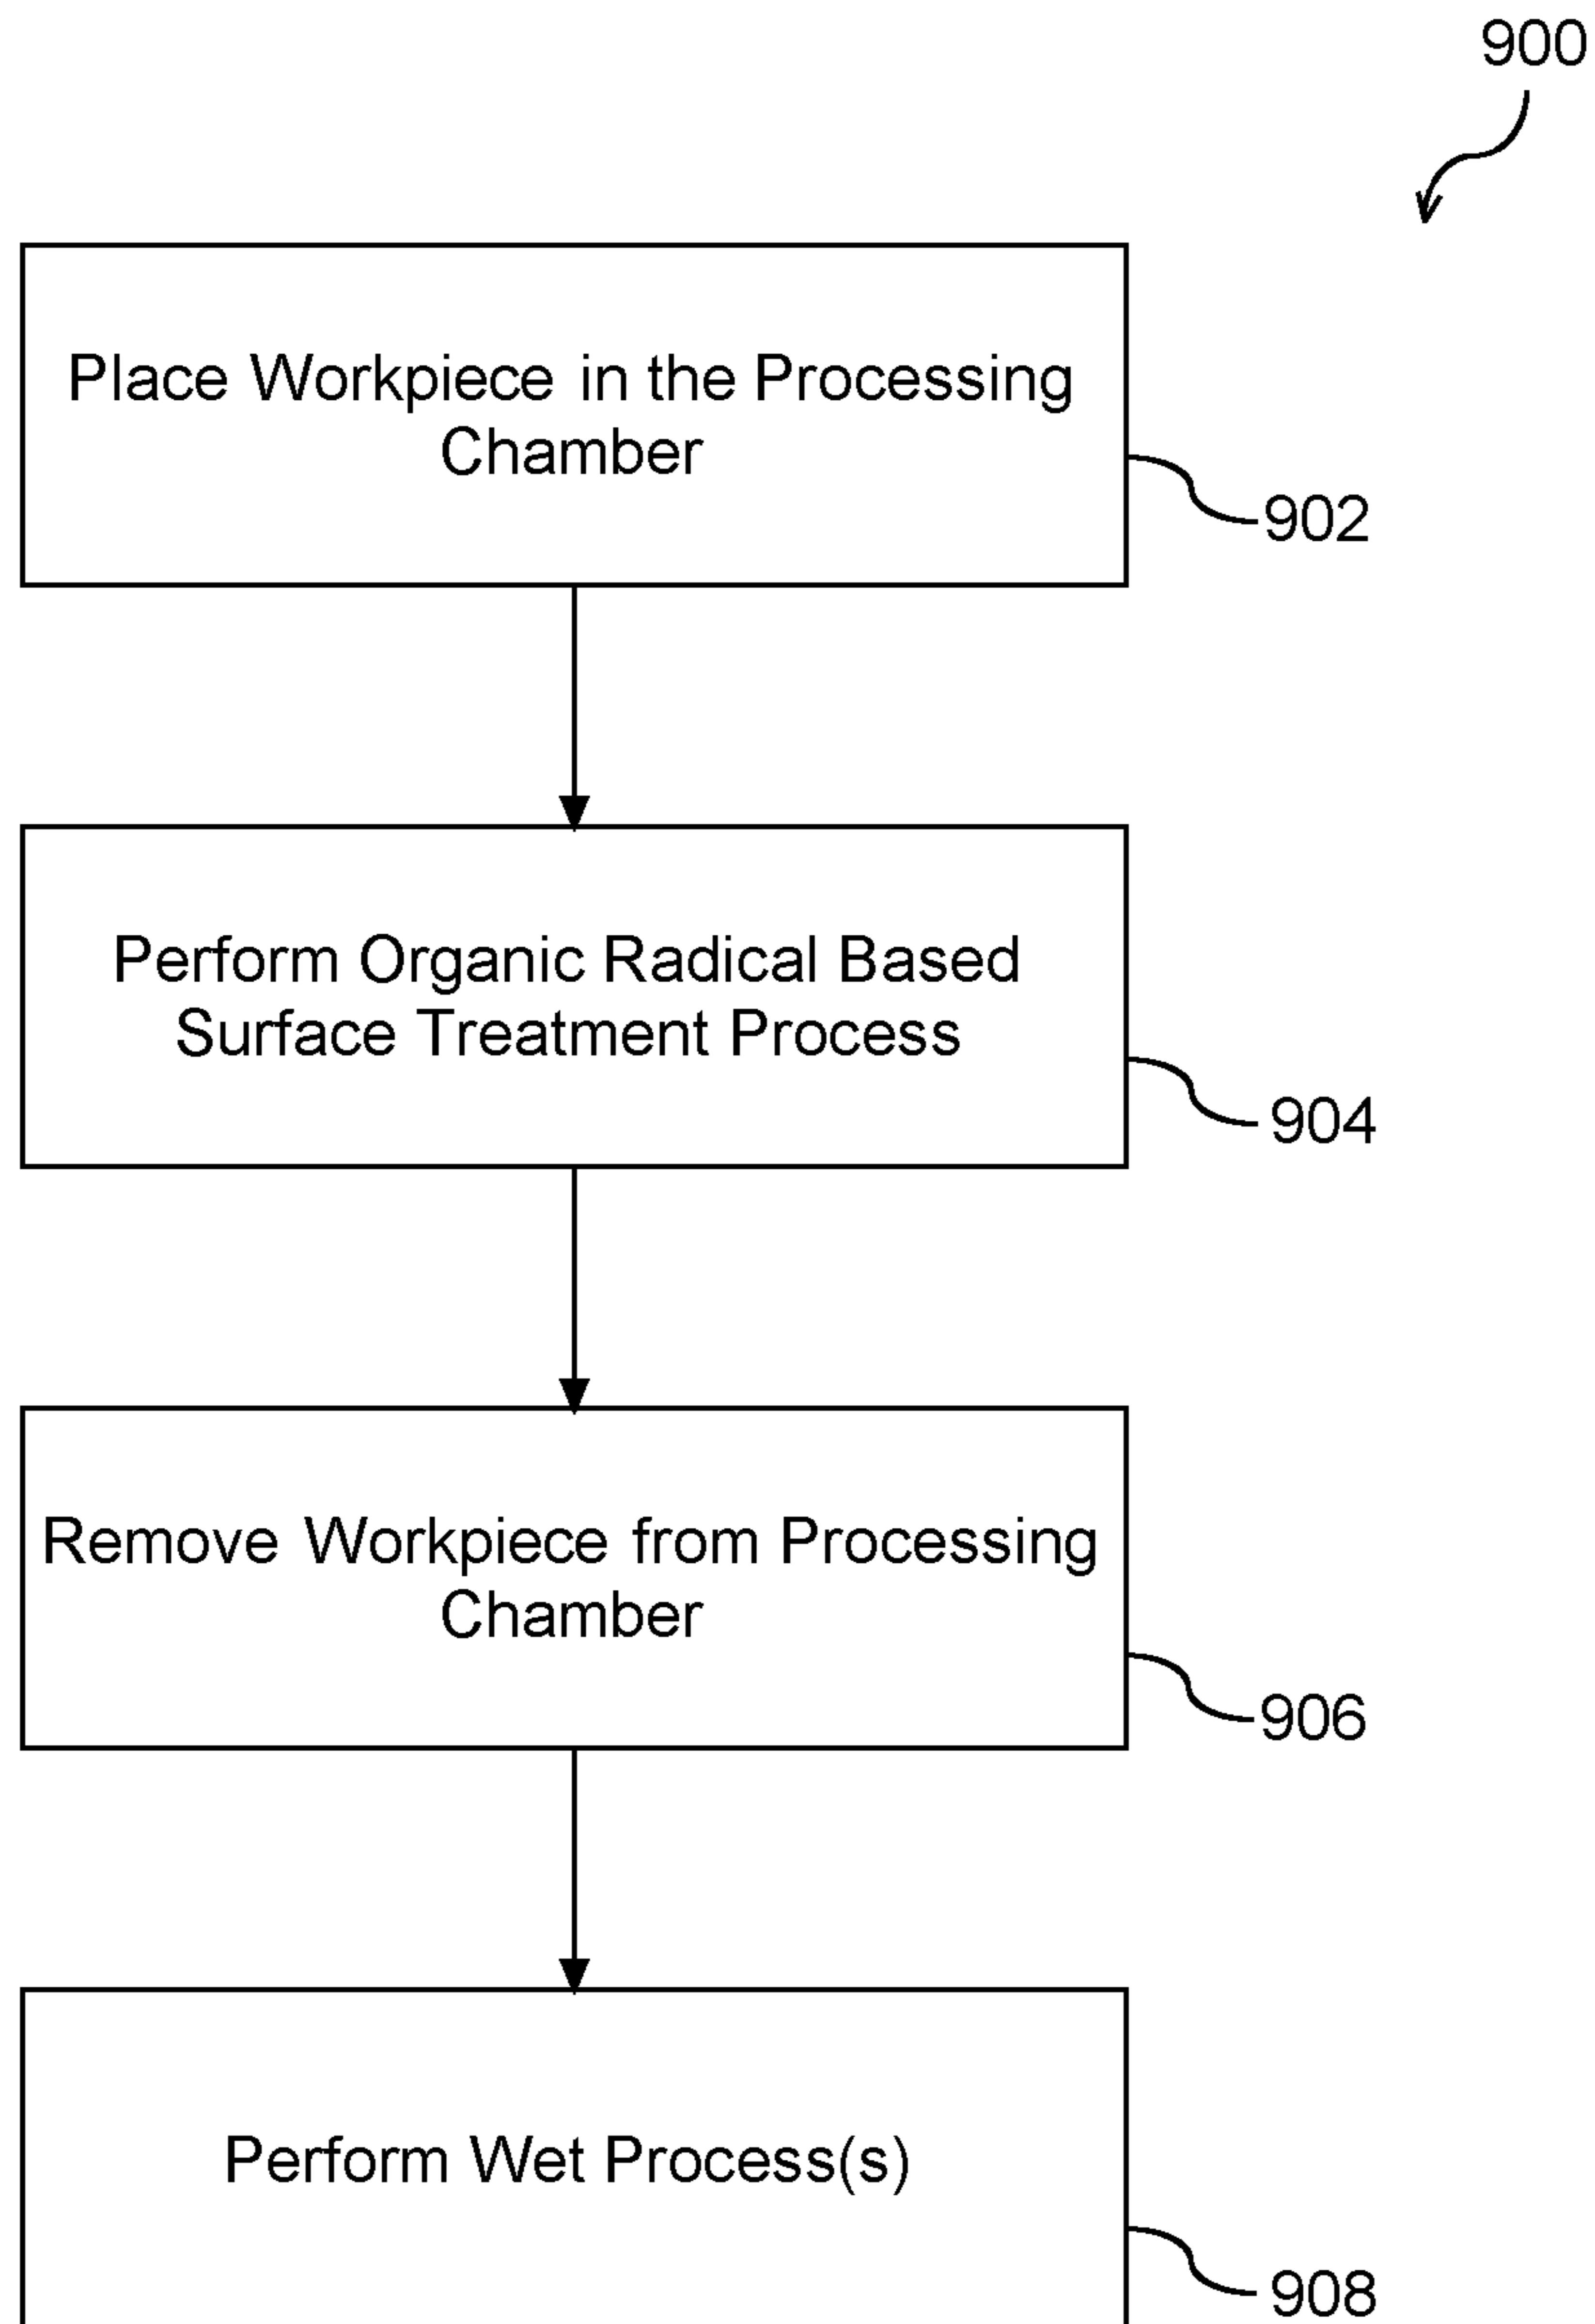 900
Place Workpiece in the Processing
Chamber
902
Perform Organic Radical Based
Surface Treatment Process
904
Remove Workpiece from Processing
Chamber
906
Perform Wet Process(s)
908